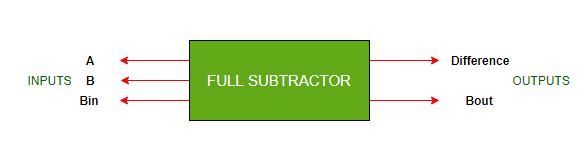 A Difference
INPUTS B FULL SUBTRACTOR OUTPUTS
Bin Bout